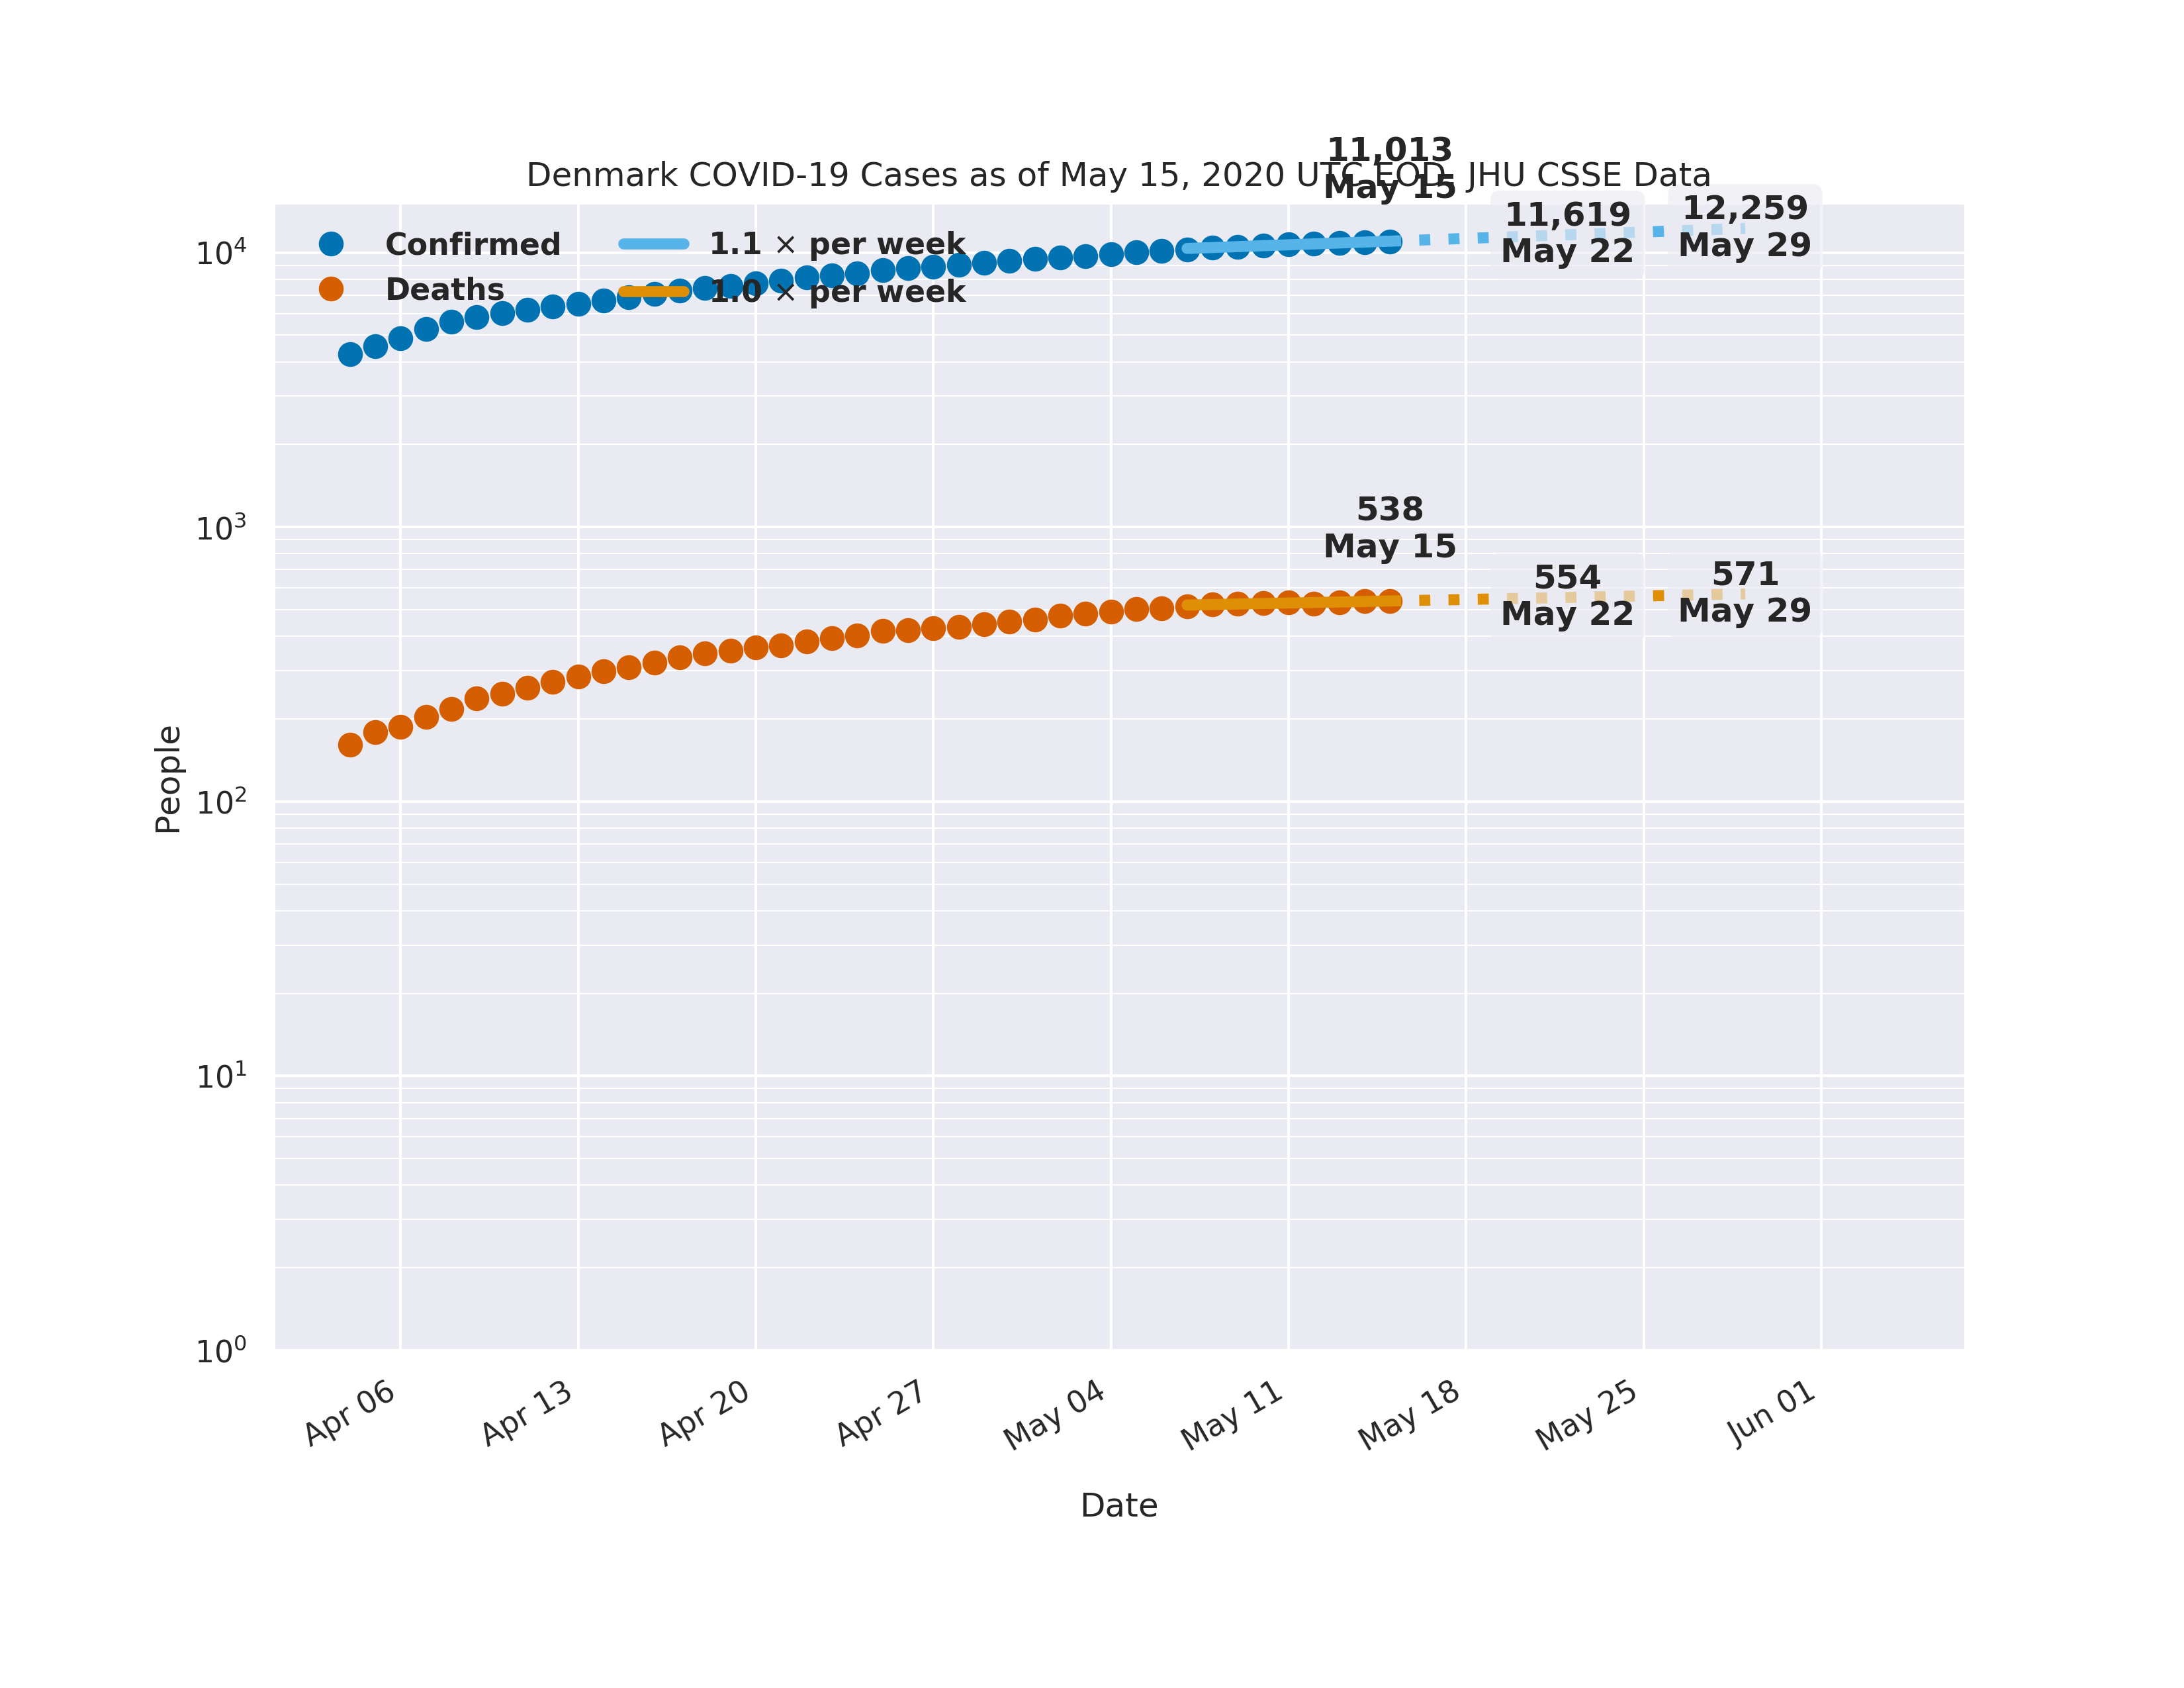 11,013
May 15
Denmark COVID-19 Cases as of May 15, 2020 UTC EOD, JHU CSSE Data
11,619
May 22
12,259
May 29
Confirmed
Deaths
1.1 × per week
1.0 × per week
538
May 15
554
May 22
571
May 29
People
10⁴
10³
10²
10¹
10⁰
Apr 06
Apr 13
Apr 20
Apr 27
May 04
May 11
May 18
May 25
Jun 01
Date